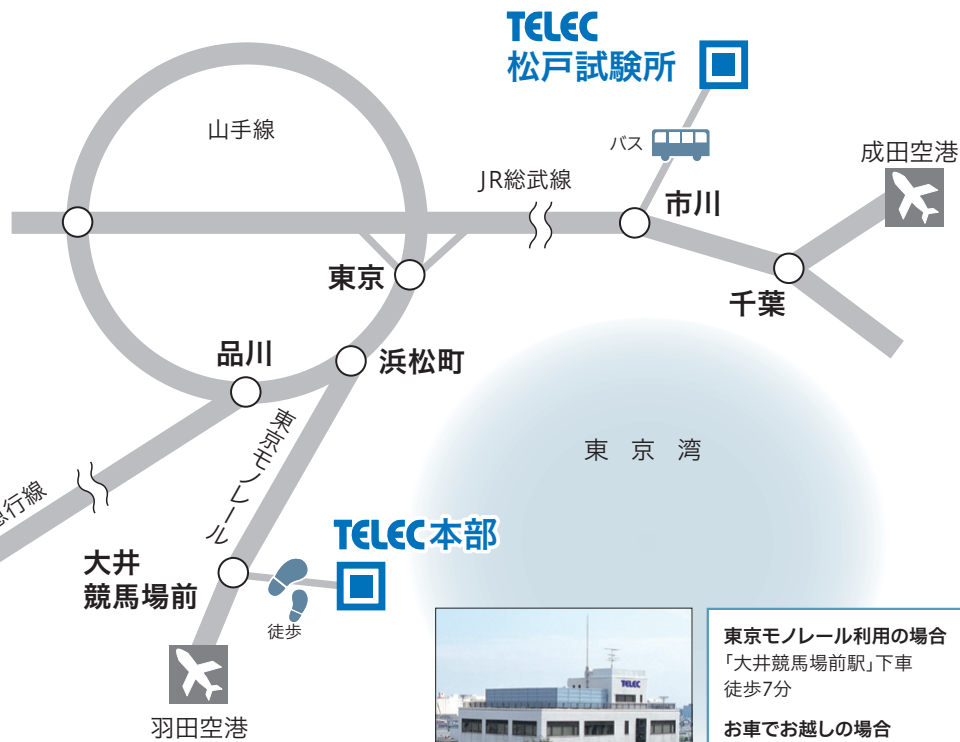 TELEC
松戸試験所
山手線
バス
成田空港
JR総武線
市川
東京
千葉
品川
浜松町
東京モノレール
東 京 湾
急行線
TELEC本部
大井
競馬場前
徒歩
羽田空港
TELEC
東京モノレール利用の場合
「大井競馬場前駅」下車
徒歩7分
お車でお越しの場合